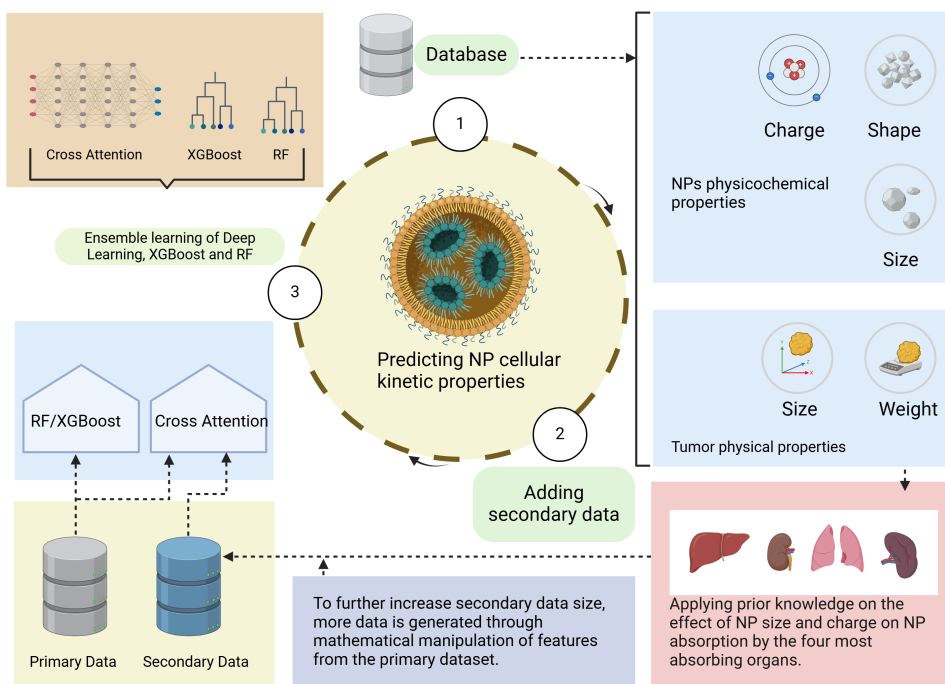 Database
Cross Attention
XGBoost
RF
1
Charge
Shape
NPs physicochemical
properties
Size
Ensemble learning of Deep
Learning, XGBoost and RF
3
Predicting NP cellular
kinetic properties
Y
Z
X
Size
Weight
Tumor physical properties
2
Adding
secondary data
RF/XGBoost
Cross Attention
Primary Data
Secondary Data
To further increase secondary data size,
more data is generated through
mathematical manipulation of features
from the primary dataset.
Applying prior knowledge on the
effect of NP size and charge on NP
absorption by the four most
absorbing organs.